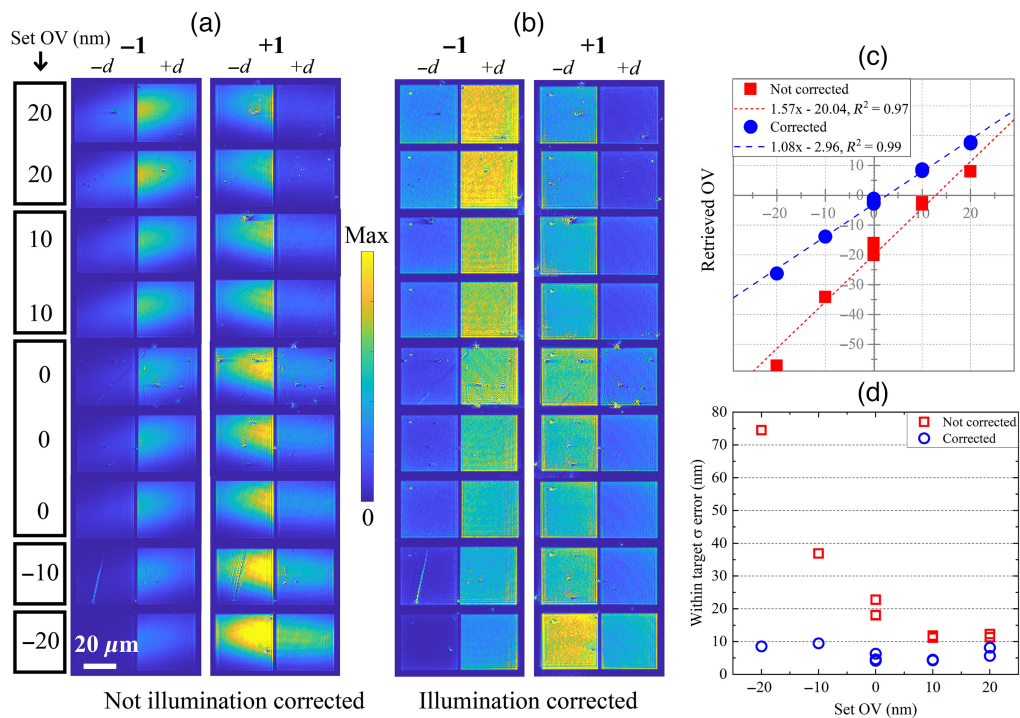 (a)
(b)
Set OV (nm)
−1
+1
−1
+1
−d
+d
−d
+d
−d
+d
−d
+d
20
20
10
10
0
0
0
−10
−20
Max
0
20 µm
Not illumination corrected
Illumination corrected
(c)
Not corrected
1.57x - 20.04, R² = 0.97
Corrected
1.08x - 2.96, R² = 0.99
Retrieved OV
10
0
−10
−20
−30
−40
−50
−20
−10
0
10
20
(d)
Not corrected
Corrected
Within target σ error (nm)
80
70
60
50
40
30
20
10
0
−20
−10
0
10
20
Set OV (nm)